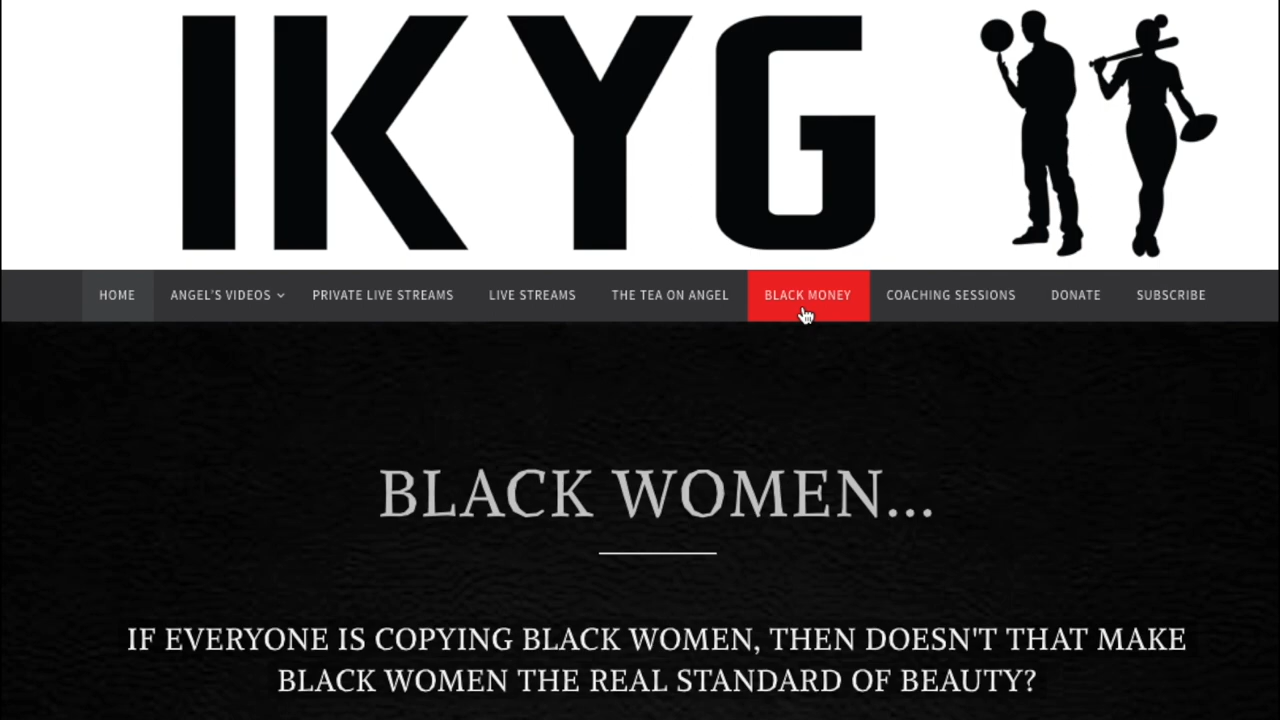 IKYG
HOME ANGEL'S VIDEOS PRIVATE LIVE STREAMS LIVE STREAMS THE TEA ON ANGEL BLACK MONEY COACHING SESSIONS DONATE SUBSCRIBE
BLACK WOMEN...
IF EVERYONE IS COPYING BLACK WOMEN, THEN DOESN'T THAT MAKE
BLACK WOMEN THE REAL STANDARD OF BEAUTY?